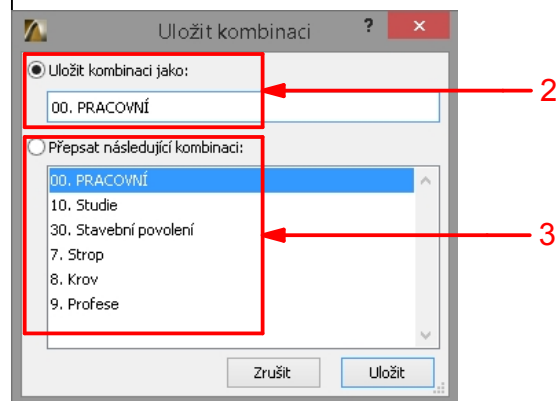 Uložit kombinaci ?
Uložit kombinaci jako:
2
00. PRACOVNÍ
Přepsat následující kombinaci:
00. PRACOVNÍ
10. Studie
30. Stavební povolení
3
7. Strop
8. Krov
9. Profese
Zrušit Uložit